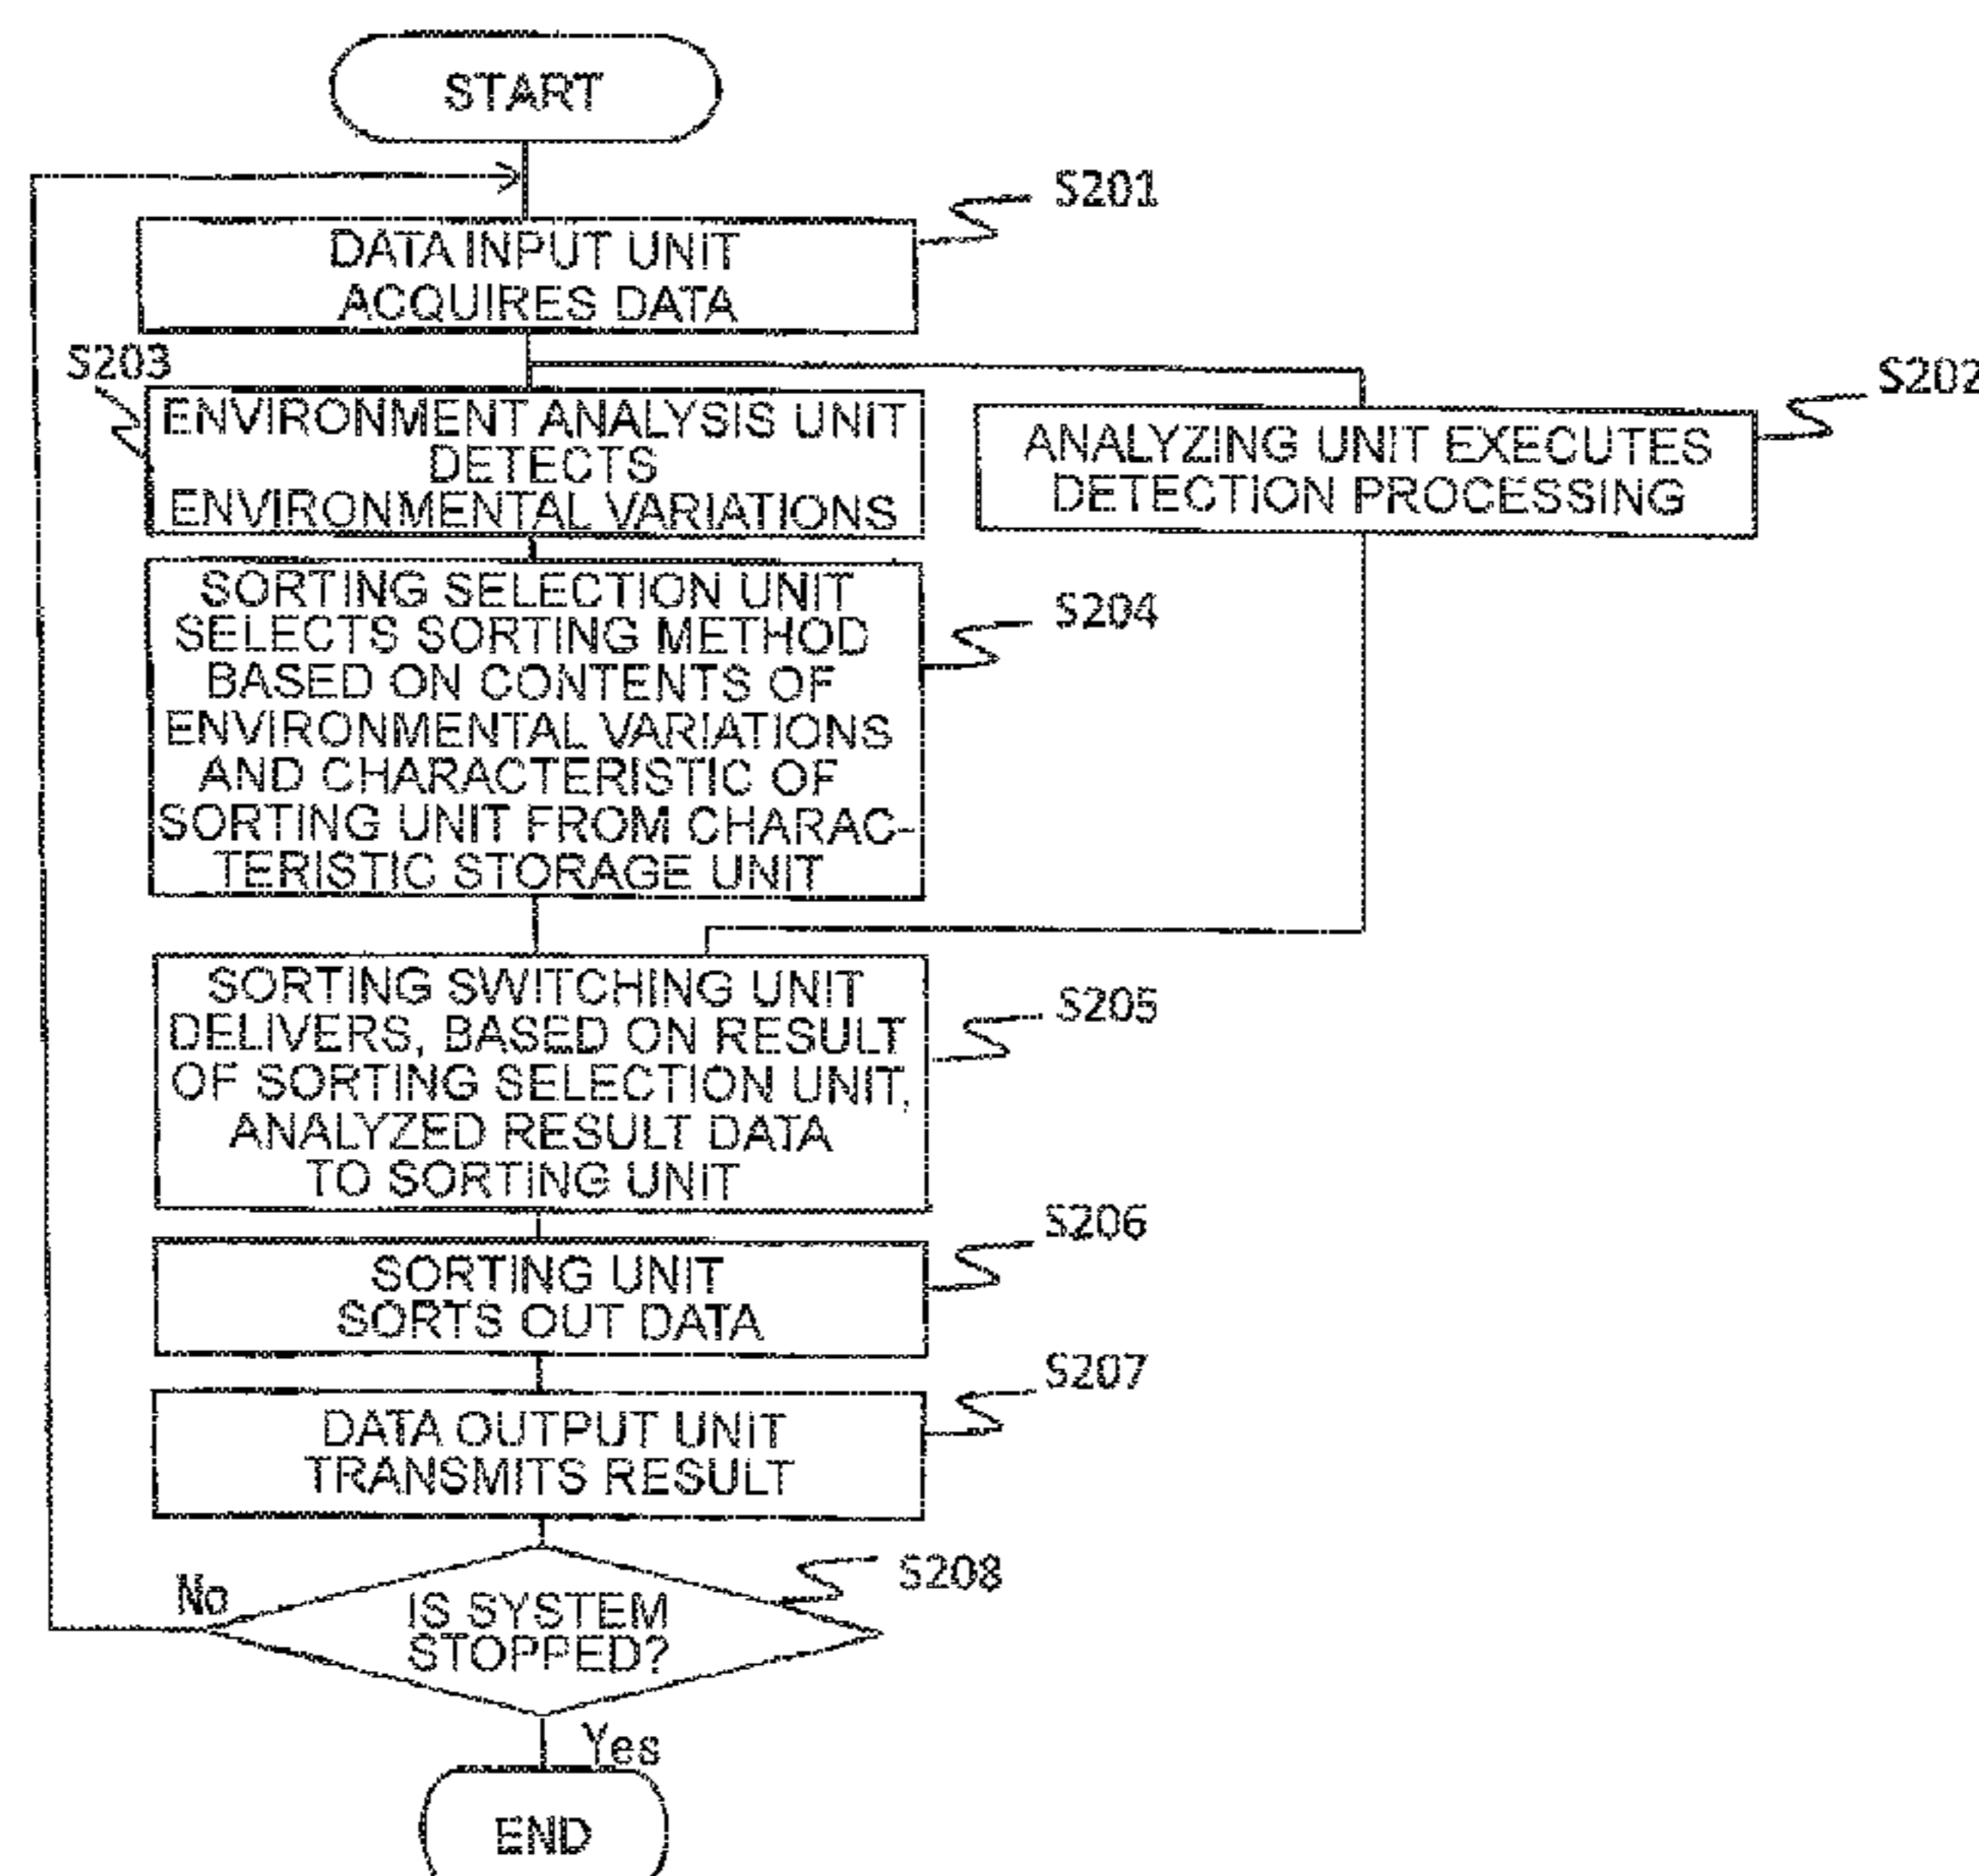 START
S201
DATA INPUT UNIT
ACQUIRES DATA
S203
ENVIRONMENT ANALYSIS UNIT
DETECTS
ENVIRONMENTAL VARIATIONS
S202
ANALYZING UNIT EXECUTES
DETECTION PROCESSING
SORTING SELECTION UNIT
SELECTS SORTING METHOD
BASED ON CONTENTS OF
ENVIRONMENTAL VARIATIONS
AND CHARACTERISTIC OF
SORTING UNIT FROM CHARAC-
TERISTIC STORAGE UNIT
S204
SORTING SWITCHING UNIT
DELIVERS, BASED ON RESULT
OF SORTING SELECTION UNIT,
ANALYZED RESULT DATA
TO SORTING UNIT
S205
S206
SORTING UNIT
SORTS OUT DATA
S207
DATA OUTPUT UNIT
TRANSMITS RESULT
S208
No
IS SYSTEM
STOPPED?
Yes
END